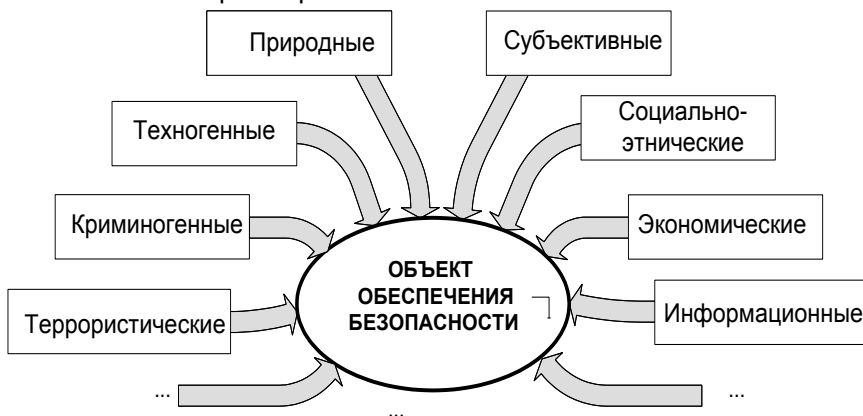 Природные
Субъективные
Техногенные
Социально-
этнические
Криминогенные
Экономические
ОБЪЕКТ
ОБЕСПЕЧЕНИЯ
БЕЗОПАСНОСТИ
Террористические
Информационные
...
...
...